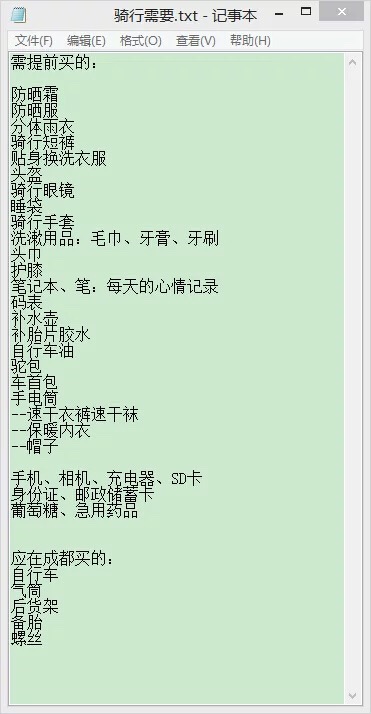 骑行需要.txt - 记事本
文件(F) 编辑(E) 格式(O) 查看(V) 帮助(H)
需提前买的：
防晒霜
防晒服
分体雨衣
骑行短裤
贴身换洗衣服
头盔
骑行眼镜
睡袋
骑行手套
洗漱用品：毛巾、牙膏、牙刷
头巾
护膝
笔记本、笔：每天的心情记录
码表
补水壶
补胎片胶水
自行车油
驼包
车首包
手电筒
--速干衣裤速干袜
--保暖内衣
--帽子
手机、相机、充电器、SD卡
身份证、邮政储蓄卡
葡萄糖、急用药品
应在成都买的：
自行车
气筒
后货架
备胎
螺丝